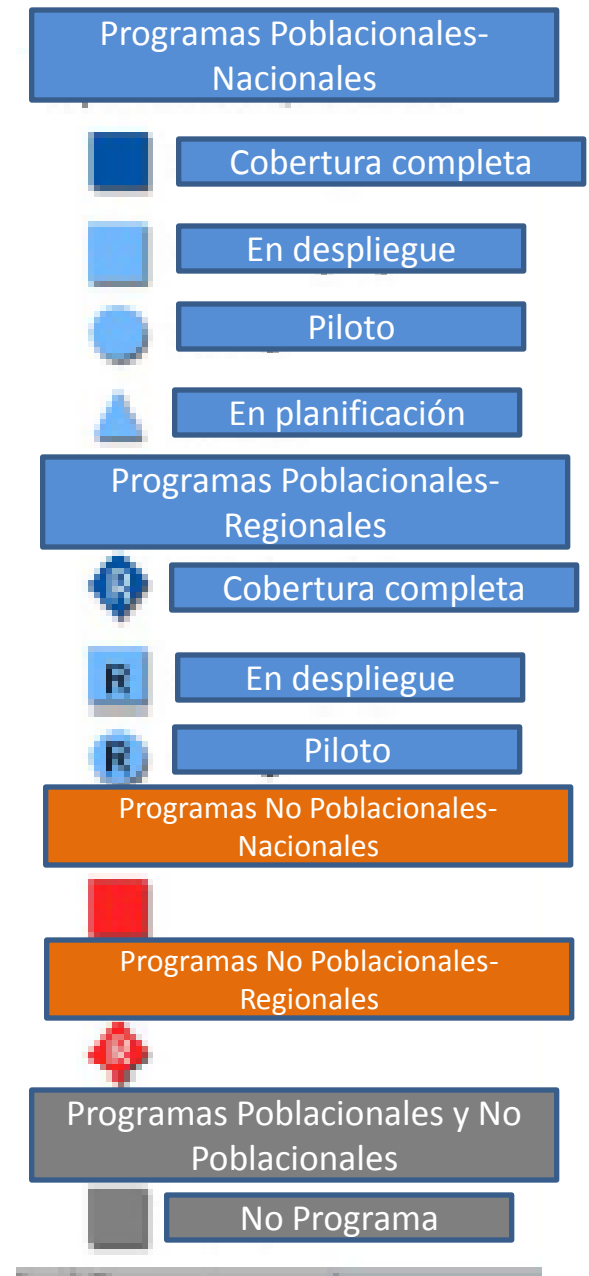 Programas Poblacionales-
Nacionales
Cobertura completa
En despliegue
Piloto
En planificación
Programas Poblacionales-
Regionales
R Cobertura completa
R En despliegue
R Piloto
Programas No Poblacionales-
Nacionales
Programas No Poblacionales-
Regionales
R
Programas Poblacionales y No
Poblacionales
No Programa